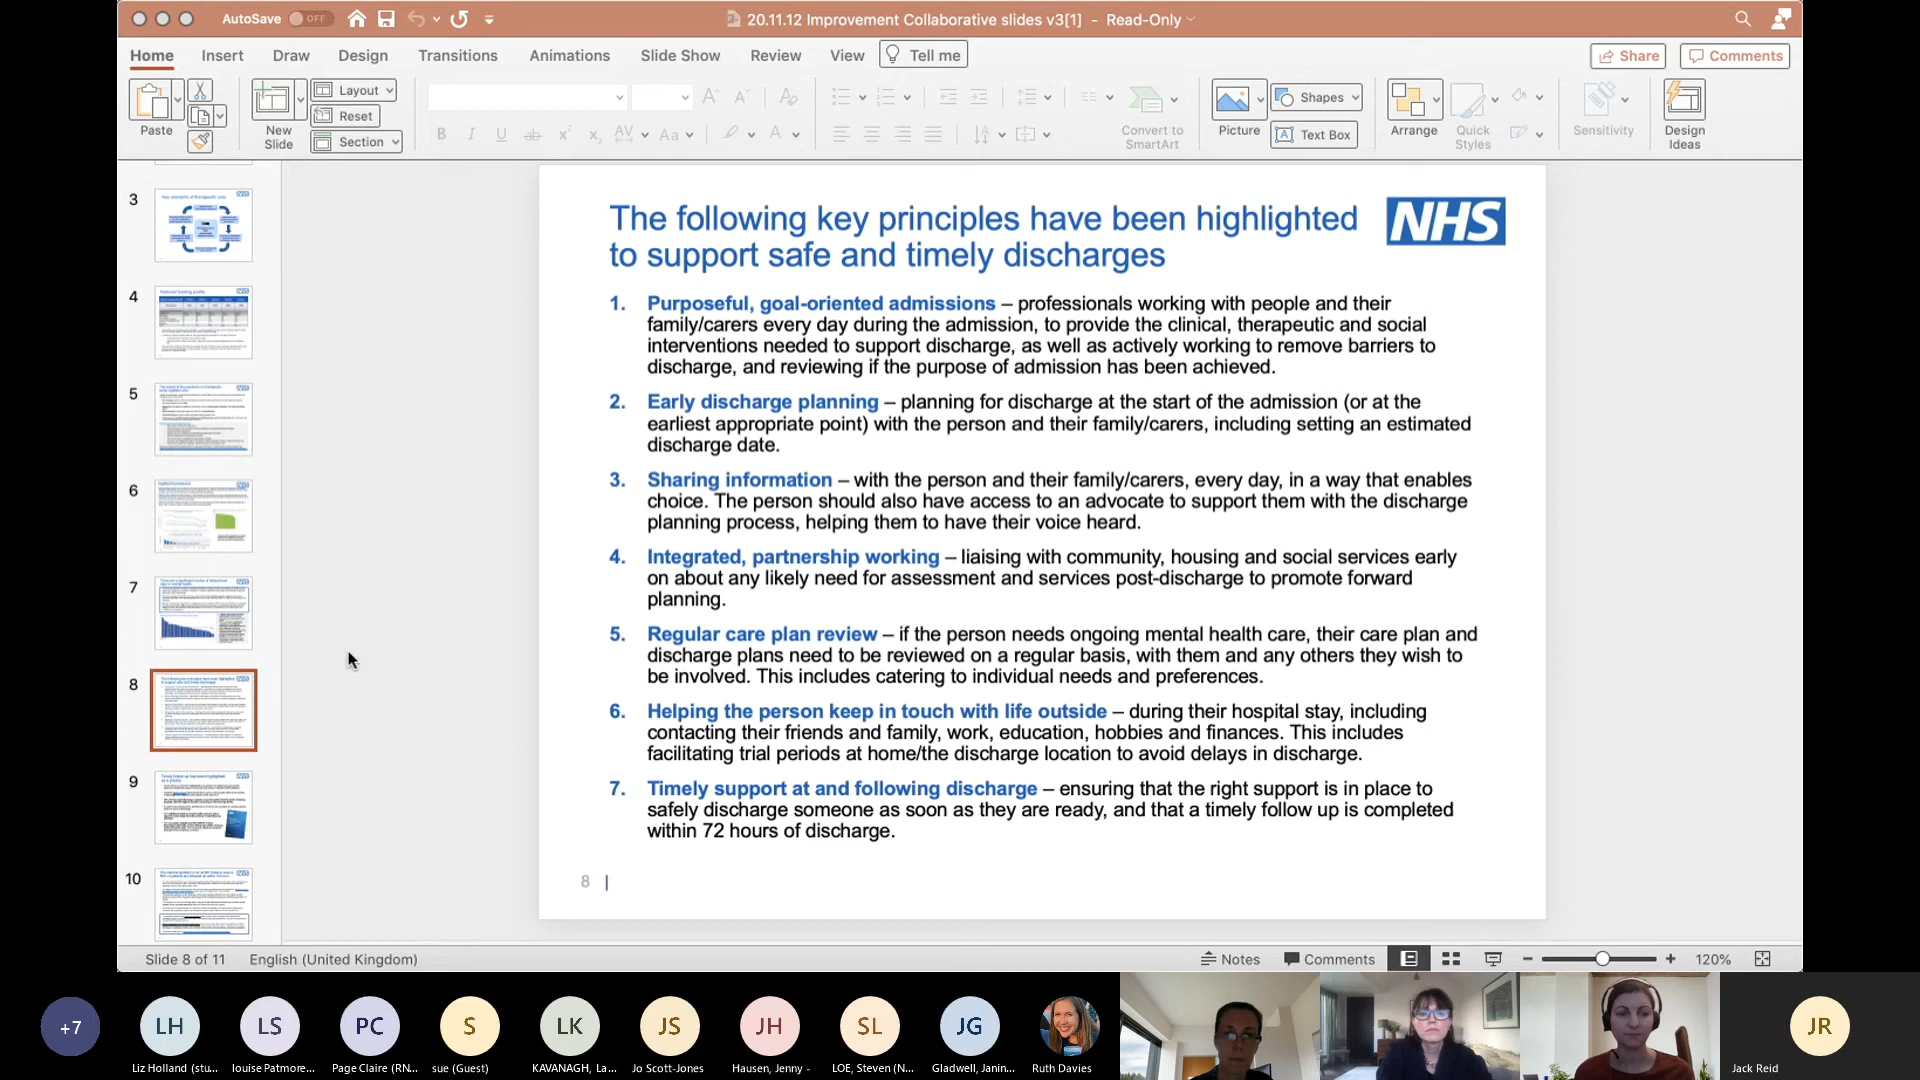 AutoSave OFF
20.11.12 Improvement Collaborative slides v3[1] - Read-Only
Home Insert Draw Design Transitions Animations Slide Show Review View Tell me
Share Comments
Paste
New Slide
Layout
Reset
Section
Convert to SmartArt
Picture
Shapes
Text Box
Arrange
Quick Styles
Sensitivity
Design Ideas
3
4
5
6
7
8
9
10
The following key principles have been highlighted
to support safe and timely discharges
NHS
1. Purposeful, goal-oriented admissions – professionals working with people and their
family/carers every day during the admission, to provide the clinical, therapeutic and social
interventions needed to support discharge, as well as actively working to remove barriers to
discharge, and reviewing if the purpose of admission has been achieved.
2. Early discharge planning – planning for discharge at the start of the admission (or at the
earliest appropriate point) with the person and their family/carers, including setting an estimated
discharge date.
3. Sharing information – with the person and their family/carers, every day, in a way that enables
choice. The person should also have access to an advocate to support them with the discharge
planning process, helping them to have their voice heard.
4. Integrated, partnership working – liaising with community, housing and social services early
on about any likely need for assessment and services post-discharge to promote forward
planning.
5. Regular care plan review – if the person needs ongoing mental health care, their care plan and
discharge plans need to be reviewed on a regular basis, with them and any others they wish to
be involved. This includes catering to individual needs and preferences.
6. Helping the person keep in touch with life outside – during their hospital stay, including
contacting their friends and family, work, education, hobbies and finances. This includes
facilitating trial periods at home/the discharge location to avoid delays in discharge.
7. Timely support at and following discharge – ensuring that the right support is in place to
safely discharge someone as soon as they are ready, and that a timely follow up is completed
within 72 hours of discharge.
8 |
Slide 8 of 11 English (United Kingdom)
Notes Comments 120%
+7 LH LS PC S LK JS JH SL JG JR
Liz Holland (stu... louise Patmore... Page Claire (RN... sue (Guest) KAVANAGH, La... Jo Scott-Jones Hausen, Jenny - LOE, Steven (N... Gladwell, Janin... Ruth Davies Jack Reid